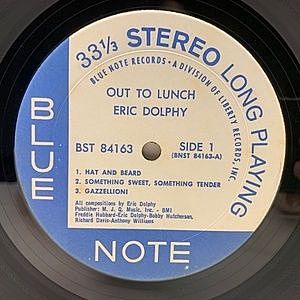 33⅓ STEREO LONG PLAYING
BLUE NOTE RECORDS • A DIVISION OF LIBERTY RECORDS, INC.
OUT TO LUNCH
ERIC DOLPHY
BST 84163 SIDE 1
(BNST 84163-A)
1. HAT AND BEARD
2. SOMETHING SWEET, SOMETHING TENDER
3. GAZZELLIONI
All compositions by Eric Dolphy
Publisher: M. J. Q. Music, Inc. - BMI
Freddie Hubbard-Eric Dolphy-Bobby Hutcherson,
Richard Davis-Anthony Williams
BLUE
NOTE